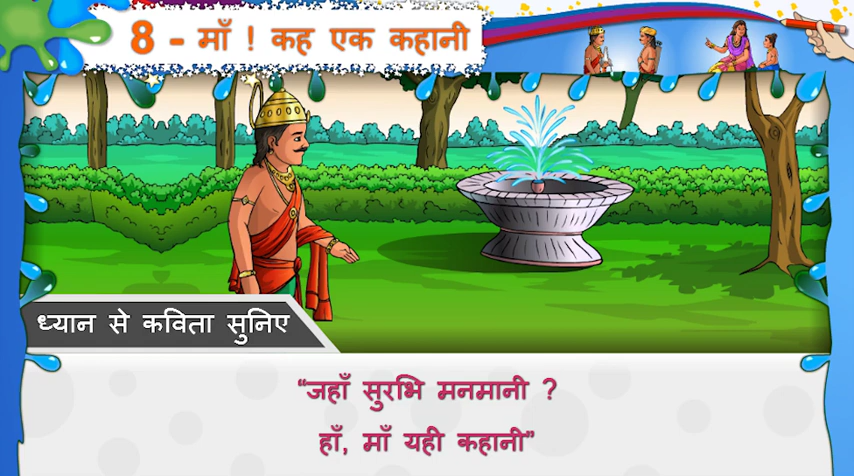 8 - माँ ! कह एक कहानी
ध्यान से कविता सुनिए
“जहाँ सुरभि मनमानी ?
हाँ, माँ यही कहानी”